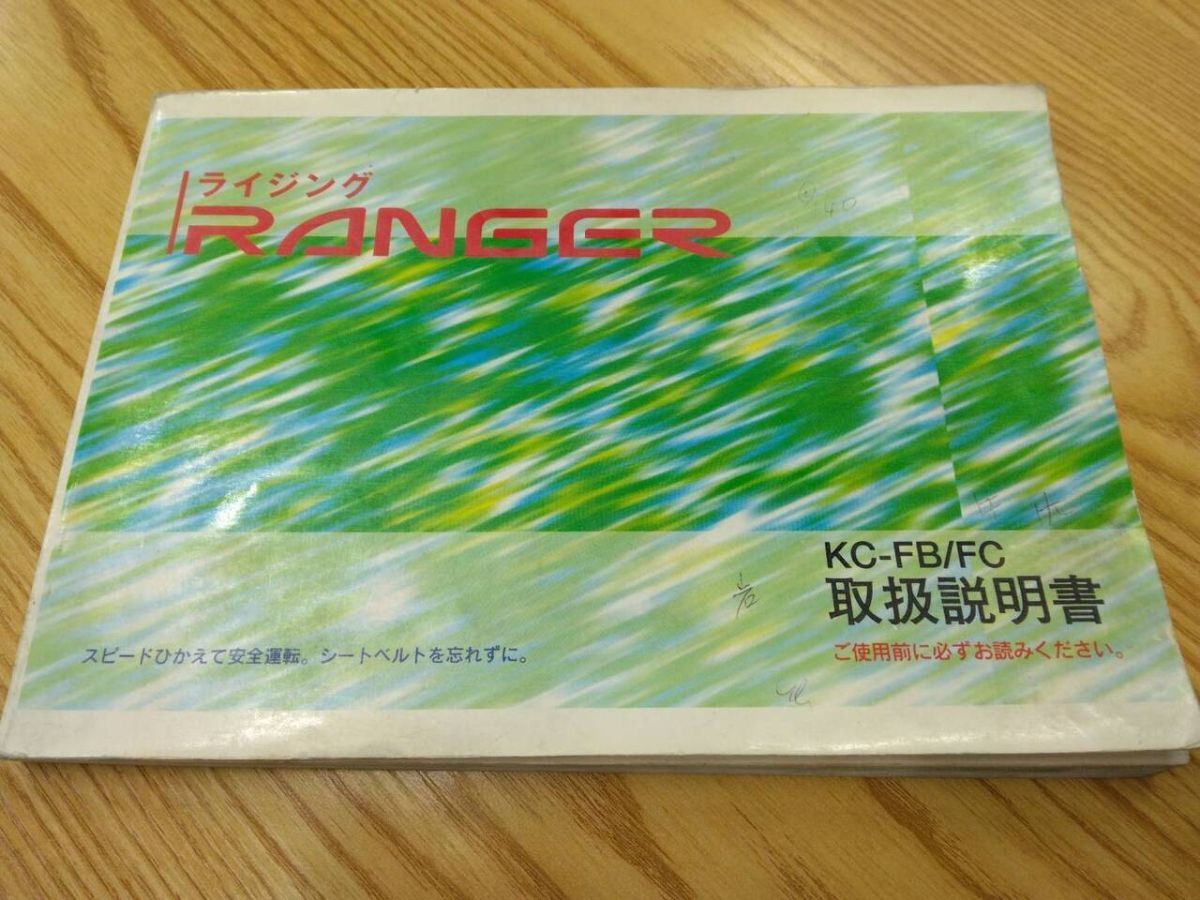 ライジング
RANGER
40
KC-FB/FC
取扱説明書
岩
スピードひかえて安全運転。シートベルトを忘れずに。
ご使用前に必ずお読みください。